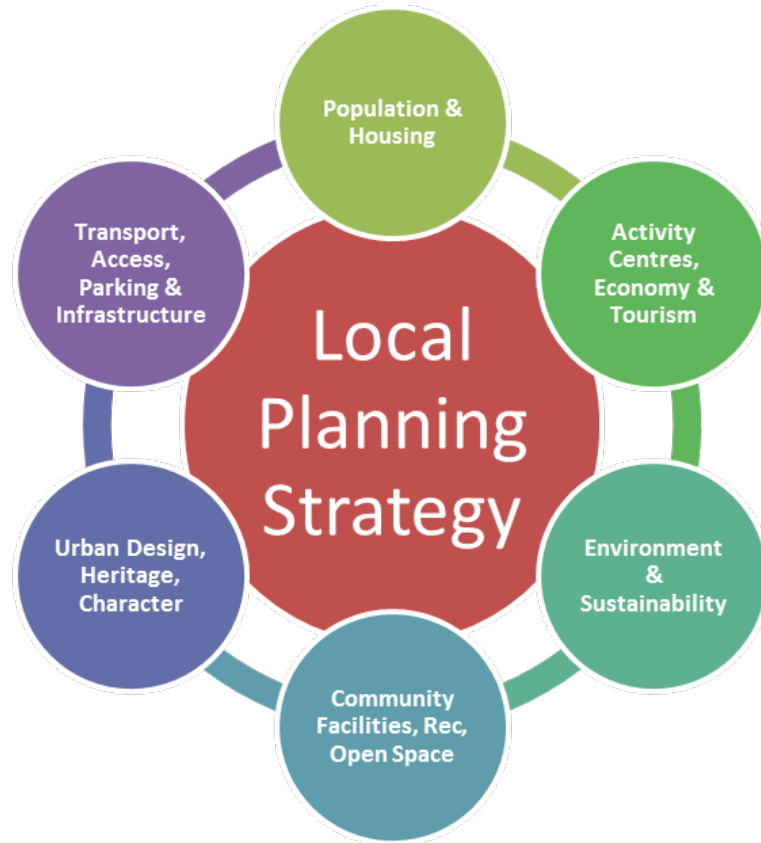 Population &
Housing
Transport,
Access,
Parking &
Infrastructure
Activity
Centres,
Economy &
Tourism
Local
Planning
Strategy
Urban Design,
Heritage,
Character
Environment
&
Sustainability
Community
Facilities, Rec,
Open Space